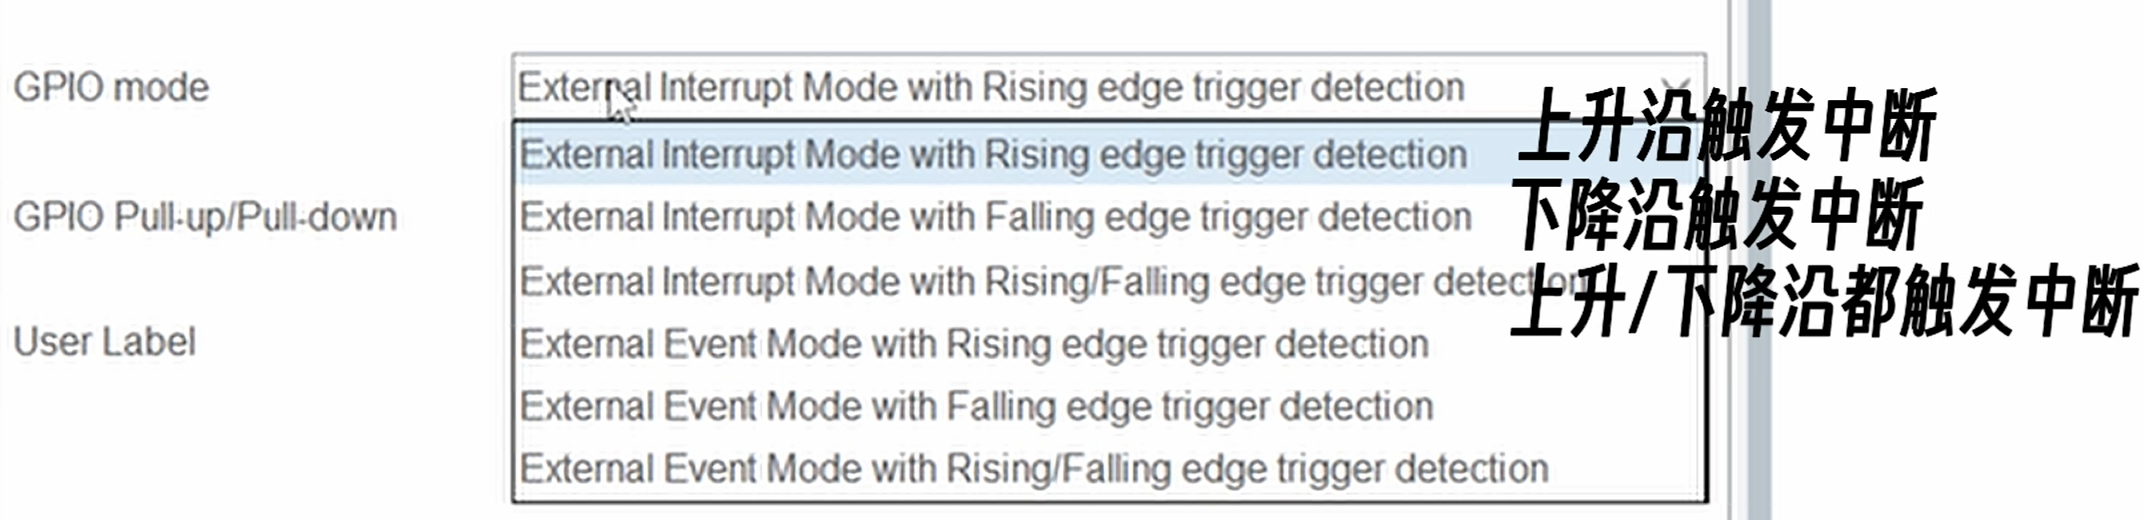 GPIO mode
External Interrupt Mode with Rising edge trigger detection
External Interrupt Mode with Rising edge trigger detection
上升沿触发中断
GPIO Pull-up/Pull-down
External Interrupt Mode with Falling edge trigger detection
下降沿触发中断
External Interrupt Mode with Rising/Falling edge trigger detection
上升/下降沿都触发中断
User Label
External Event Mode with Rising edge trigger detection
External Event Mode with Falling edge trigger detection
External Event Mode with Rising/Falling edge trigger detection